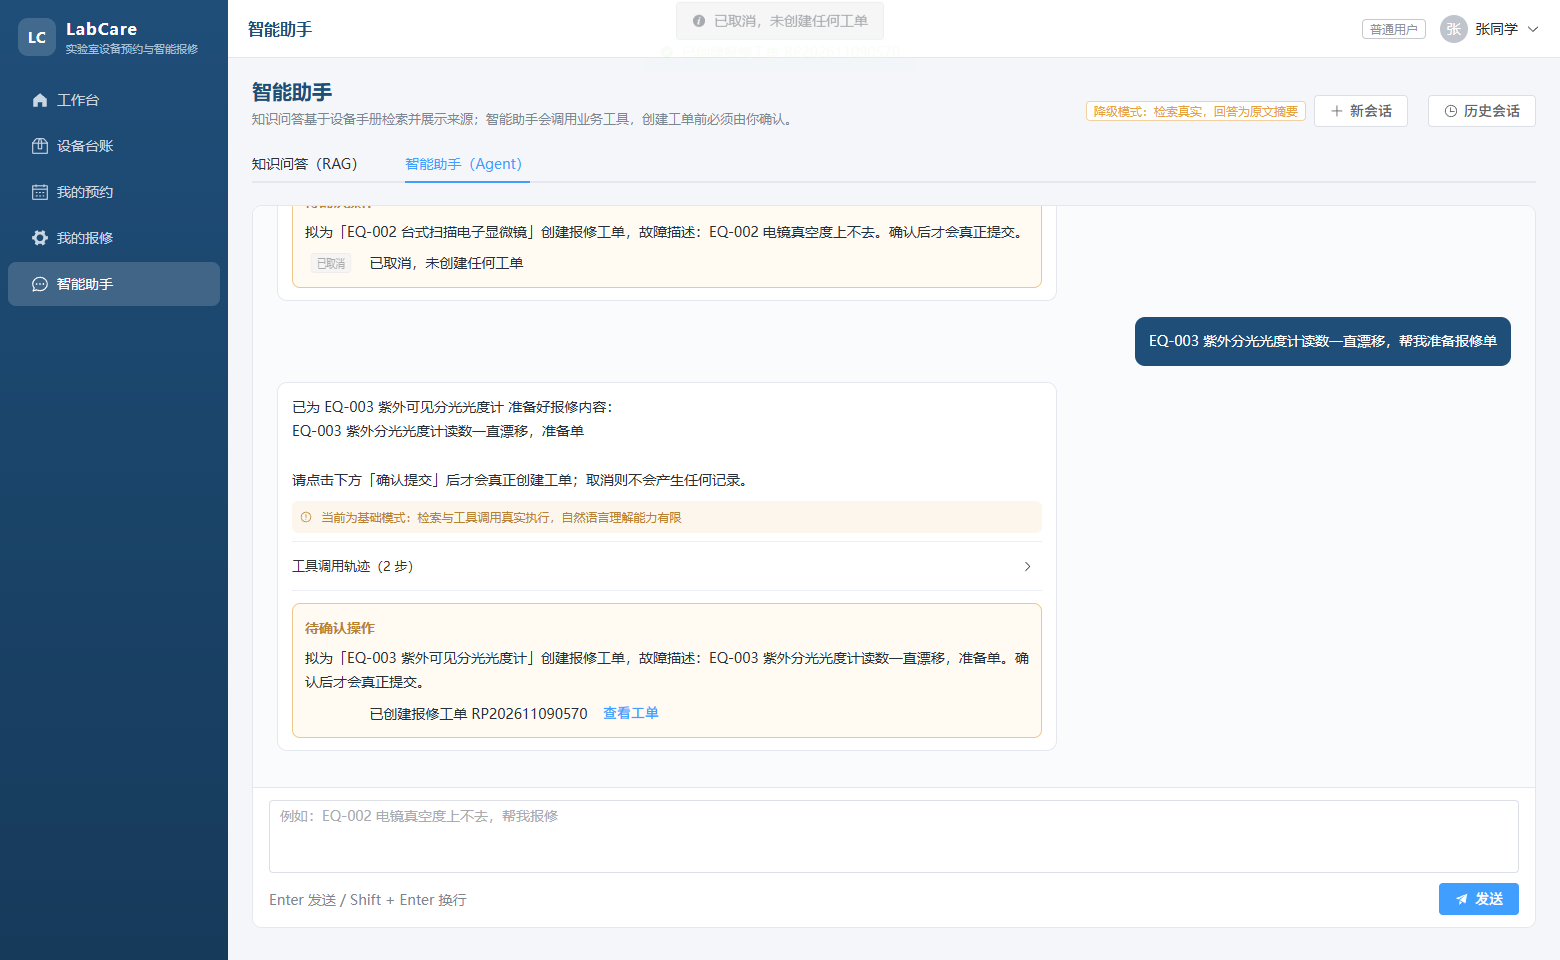 LC
LabCare
实验室设备预约与智能报修
工作台
设备台账
我的预约
我的报修
智能助手
智能助手
已取消，未创建任何工单
普通用户
张
张同学
智能助手
知识问答基于设备手册检索并展示来源；智能助手会调用业务工具，创建工单前必须由你确认。
降级模式：检索真实，回答为原文摘要
新会话
历史会话
知识问答（RAG）
智能助手（Agent）
拟为「EQ-002 台式扫描电子显微镜」创建报修工单，故障描述：EQ-002 电镜真空度上不去。确认后才会真正提交。
已取消
已取消，未创建任何工单
EQ-003 紫外分光光度计读数一直漂移，帮我准备报修单
已为 EQ-003 紫外可见分光光度计 准备好报修内容：
EQ-003 紫外分光光度计读数一直漂移，准备单
请点击下方「确认提交」后才会真正创建工单；取消则不会产生任何记录。
当前为基础模式：检索与工具调用真实执行，自然语言理解能力有限
工具调用轨迹（2 步）
待确认操作
拟为「EQ-003 紫外可见分光光度计」创建报修工单，故障描述：EQ-003 紫外分光光度计读数一直漂移，准备单。确
认后才会真正提交。
已创建报修工单 RP202611090570
查看工单
例如：EQ-002 电镜真空度上不去，帮我报修
Enter 发送 / Shift + Enter 换行
发送